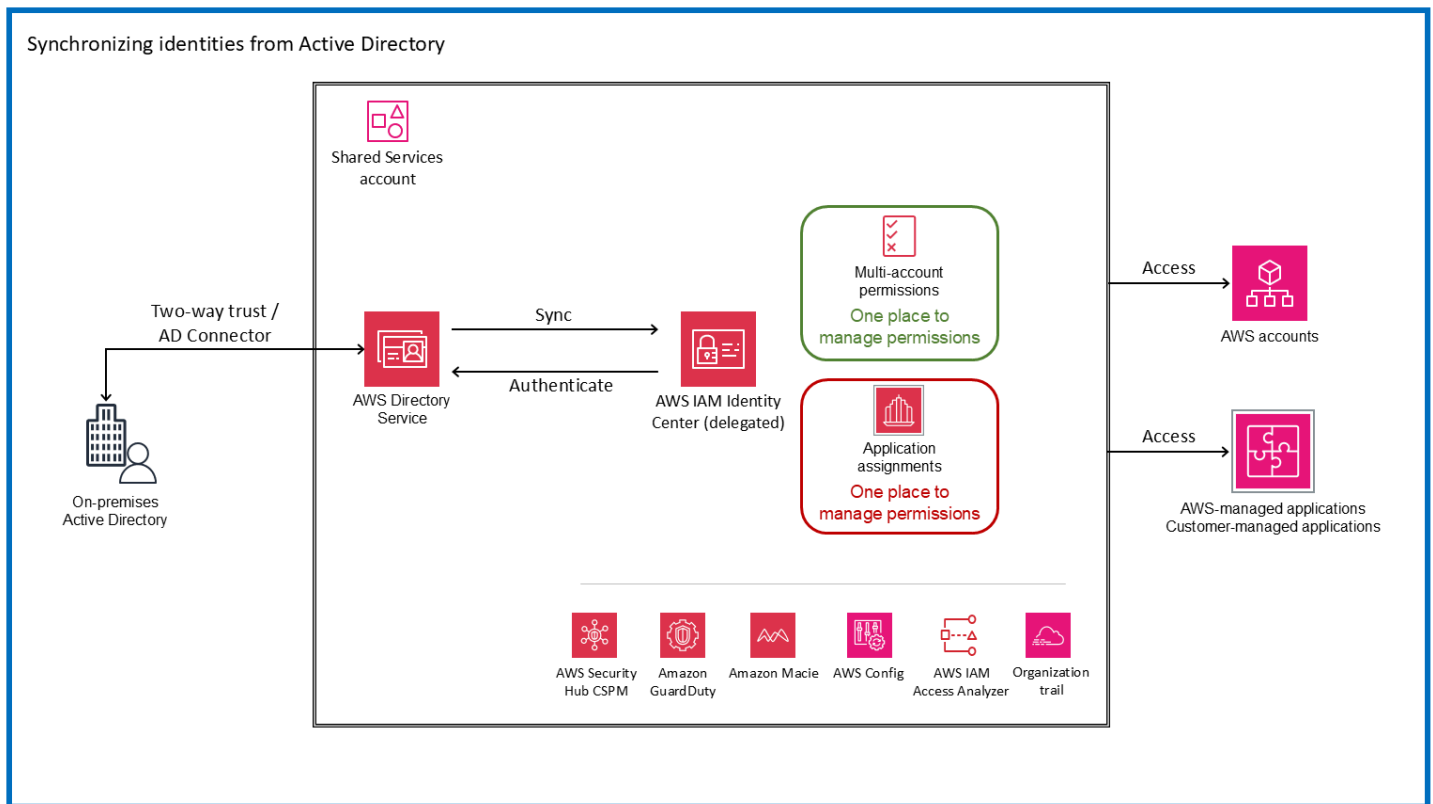 Synchronizing identities from Active Directory
Shared Services
account
Two-way trust /
AD Connector
On-premises
Active Directory
AWS Directory
Service
Sync
Authenticate
AWS IAM Identity
Center (delegated)
Multi-account
permissions
One place to
manage permissions
Application
assignments
One place to
manage permissions
Access
AWS accounts
Access
AWS-managed applications
Customer-managed applications
AWS Security
Hub CSPM
Amazon
GuardDuty
Amazon Macie
AWS Config
AWS IAM
Access Analyzer
Organization
trail